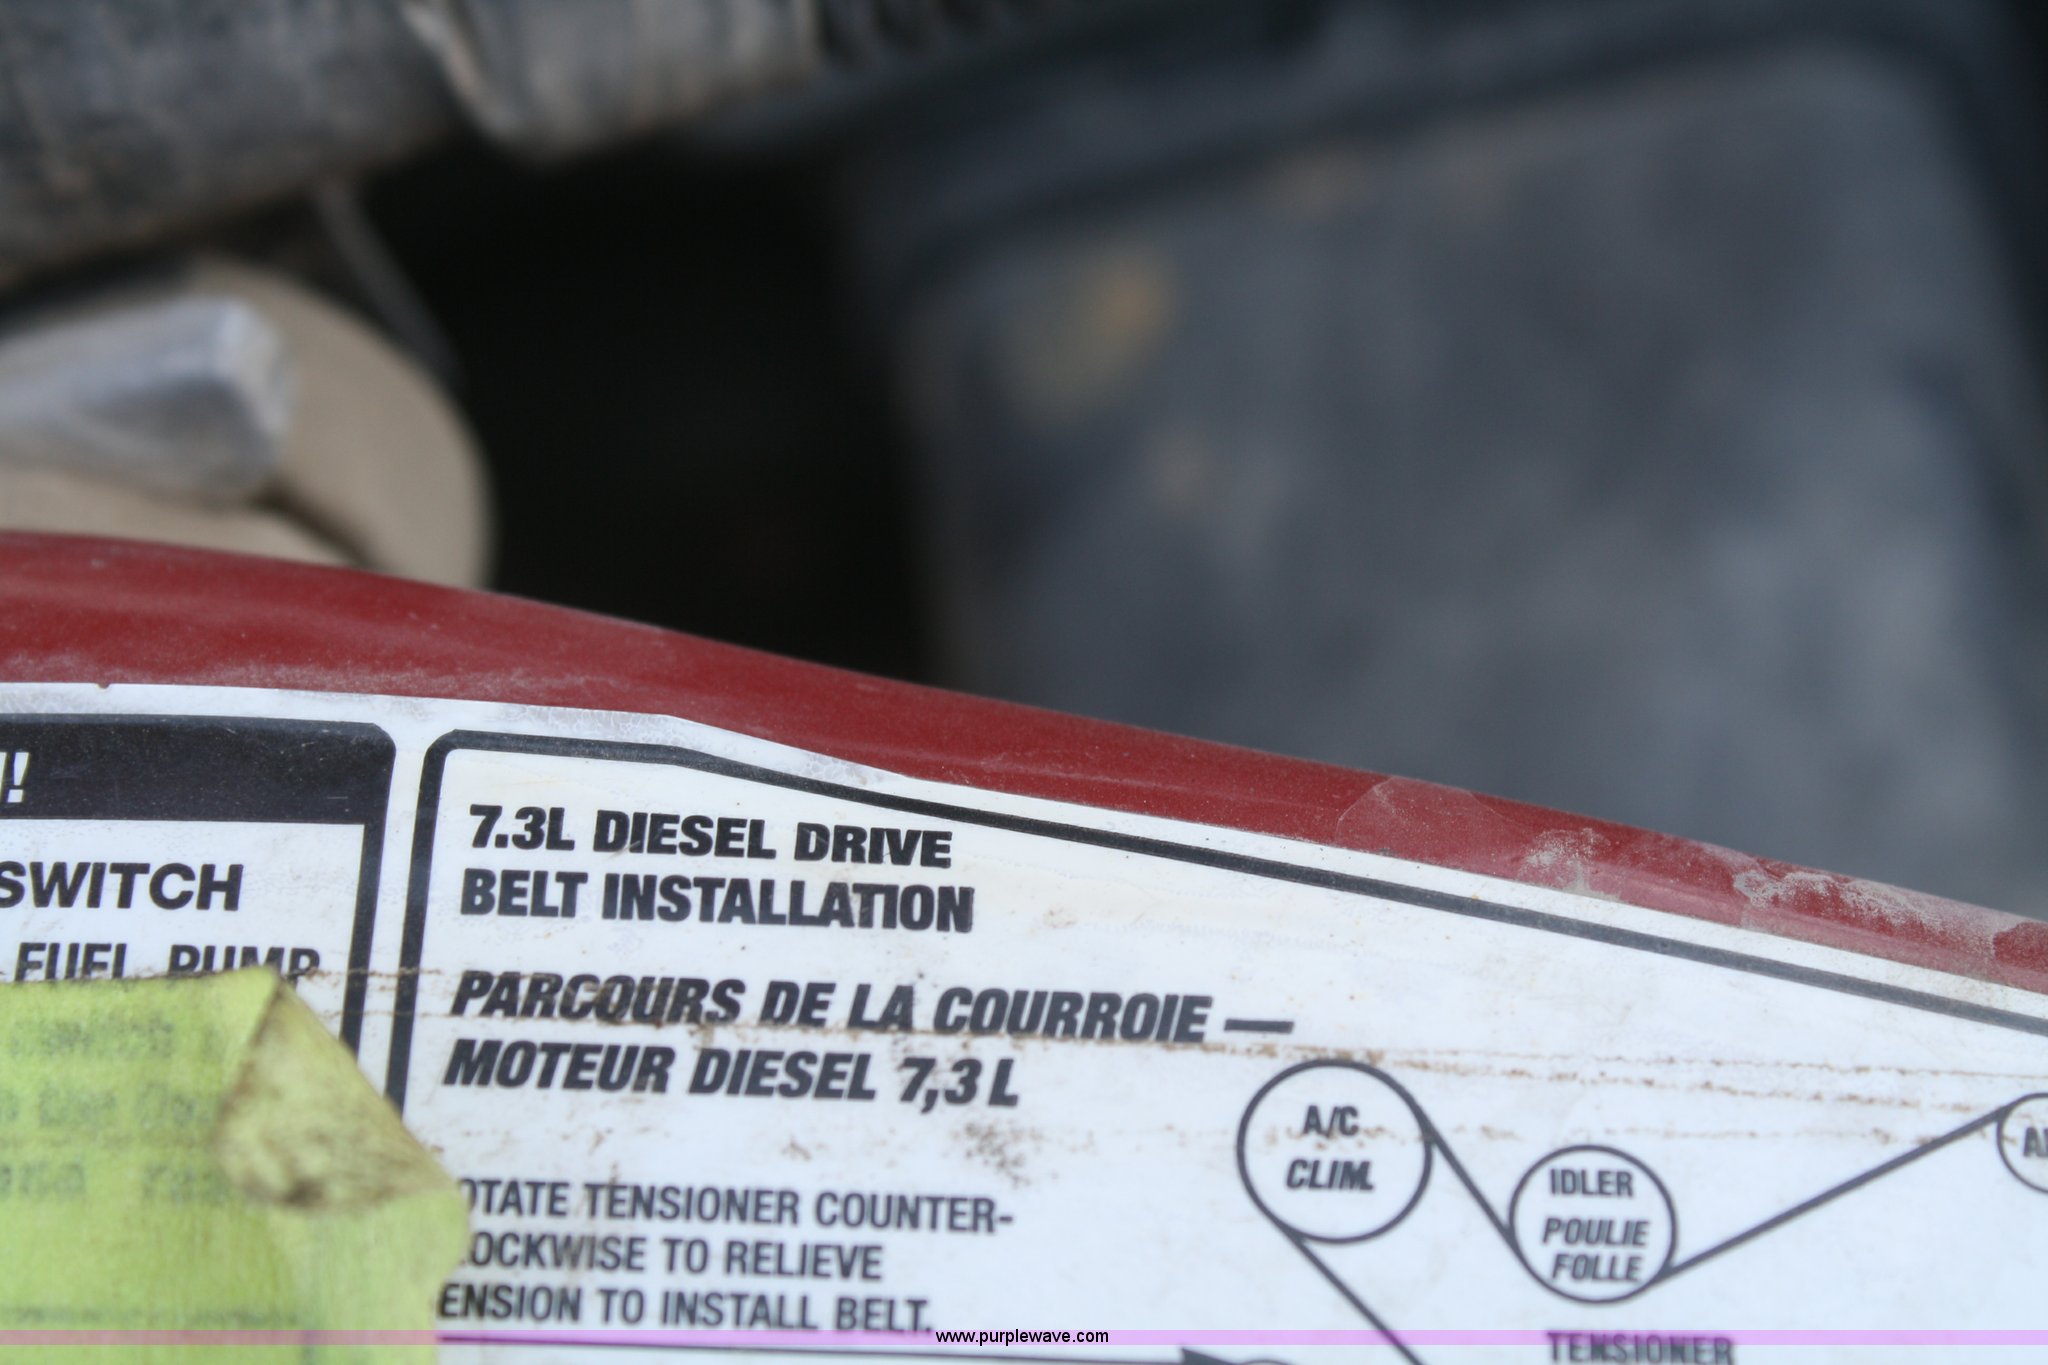 !
SWITCH
FUEL PUMP
7.3L DIESEL DRIVE
BELT INSTALLATION
PARCOURS DE LA COURROIE —
MOTEUR DIESEL 7,3 L
OTATE TENSIONER COUNTER-
OCKWISE TO RELIEVE
ENSION TO INSTALL BELT.
A/C
CLIM.
IDLER
POULIE
FOLLE
TENSIONER
www.purplewave.com